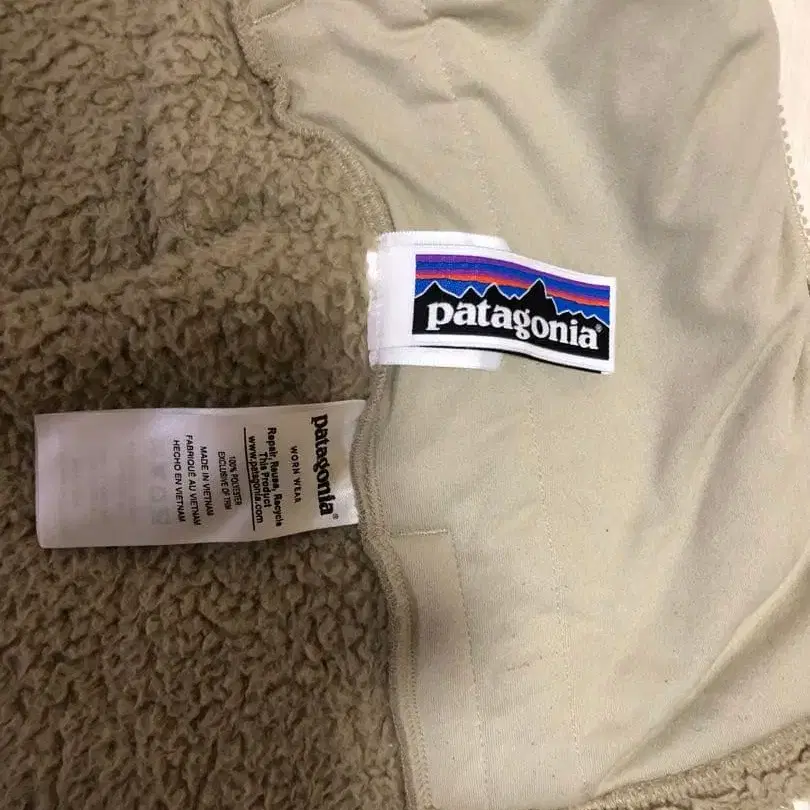 patagonia®
patagonia®
WORN WEAR
Repair, Reuse, Recycle
This Product
www.patagonia.com
100% POLYESTER
EXCLUSIVE OF TRIM
MADE IN VIETNAM
FABRIQUÉ AU VIETNAM
HECHO EN VIETNAM